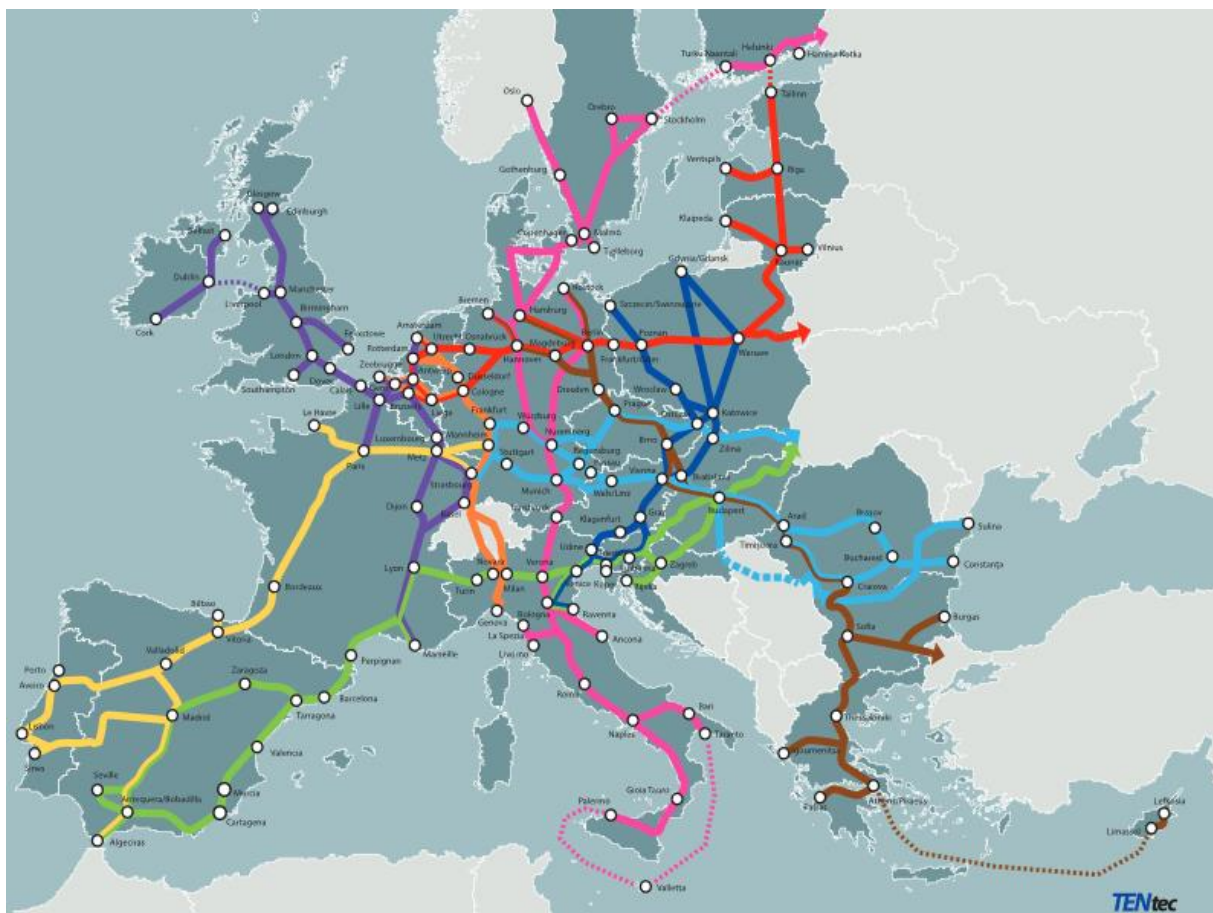 Helsinki
Turku Naantali
Hamina Kotka
Oslo
Tallinn
Örebro
Stockholm
Ventspils
Riga
Gothenburg
Glasgow
Edinburgh
Klaipeda
Belfast
Copenhagen
Malmö
Trelleborg
Vilnius
Kaunas
Gdynia/Gdansk
Dublin
Manchester
Liverpool
Rostock
Birmingham
Bremen
Szczecin/Swinoujscie
Hamburg
Cork
Felixstowe
Amsterdam
Utrecht
Osnabrück
Berlin
Poznan
Warsaw
London
Rotterdam
Magdeburg
Hannover
Frankfurt/Oder
Zeebrugge
Southampton
Dover
Calais
Antwerp
Düsseldorf
Cologne
Dresden
Wroclaw
Lille
Brussels
Liège
Prague
Le Havre
Frankfurt
Würzburg
Ostrava
Katowice
Luxembourg
Mannheim
Nuremberg
Paris
Metz
Stuttgart
Regensburg
Brno
Zilina
Strasbourg
Munich
Wels/Linz
Vienna
Bratislava
Dijon
Basel
Innsbruck
Budapest
Graz
Klagenfurt
Arad
Brasov
Sulina
Udine
Timisoara
Lyon
Novara
Verona
Venice
Koper
Ljubljana
Zagreb
Rijeka
Bucharest
Constanta
Turin
Milan
Craiova
Bordeaux
Bilbao
Genova
Bologna
Ravenna
Vitoria
La Spezia
Livorno
Ancona
Sofia
Burgas
Marseille
Perpignan
Valladolid
Porto
Aveiro
Zaragosa
Barcelona
Roma
Tarragona
Madrid
Bari
Thessaloniki
Lisbon
Naples
Taranto
Sines
Valencia
Igoumenitsa
Seville
Murcia
Gioia Tauro
Patras
Athens/Piraeus
Antequera/Bobadilla
Palermo
Cartagena
Lefkosia
Limassol
Algeciras
Valletta
TENtec